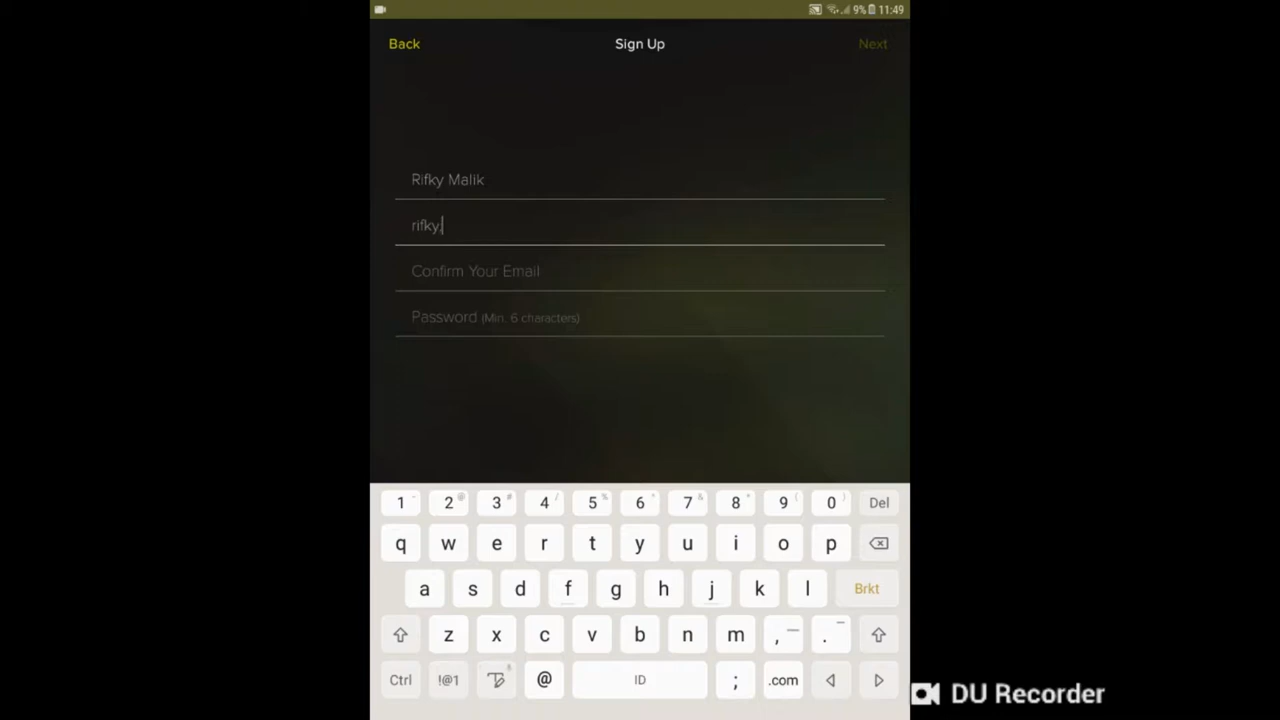 9% 11:49
Back Sign Up Next
Rifky Malik
rifky.
Confirm Your Email
Password (Min. 6 characters)
1 2 3 4 5 6 7 8 9 0 Del
q w e r t y u i o p
a s d f g h j k l Brkt
z x c v b n m , .
Ctrl !@1 @ ID ; .com
DU Recorder